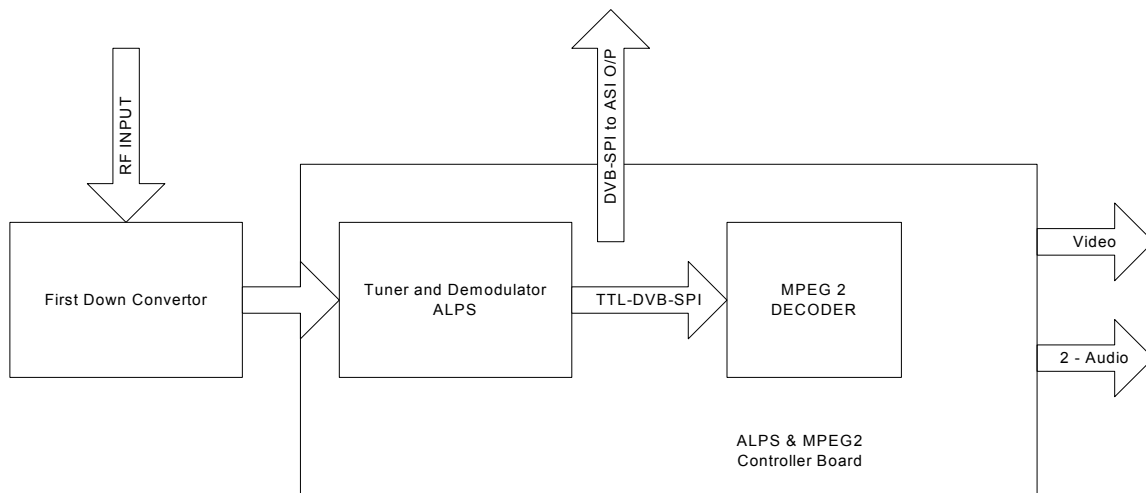 RF INPUT
DVB-SPI to ASI O/P
First Down Convertor
Tuner and Demodulator
ALPS
TTL-DVB-SPI
MPEG 2
DECODER
Video
2 - Audio
ALPS & MPEG2
Controller Board